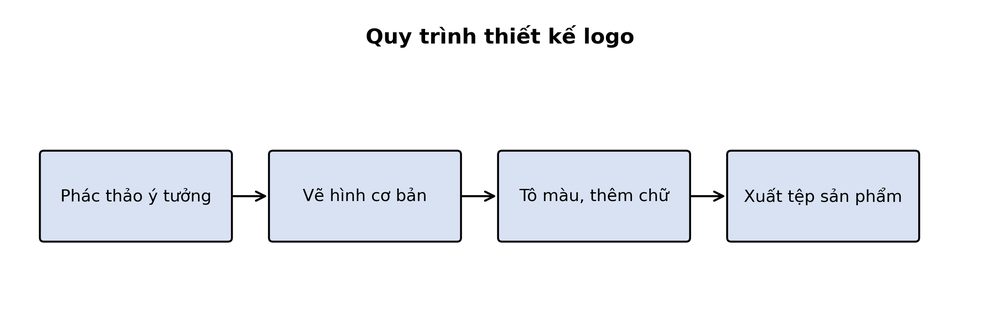 Quy trình thiết kế logo
Phác thảo ý tưởng
Vẽ hình cơ bản
Tô màu, thêm chữ
Xuất tệp sản phẩm